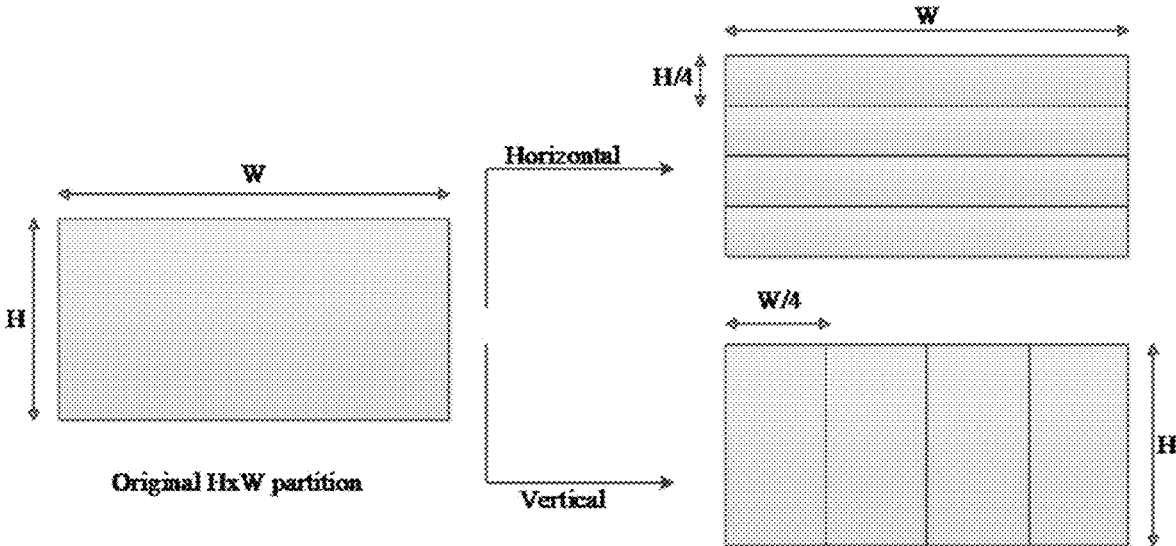 W
H/4
Horizontal
W
H
W/4
H
Original HxW partition
Vertical